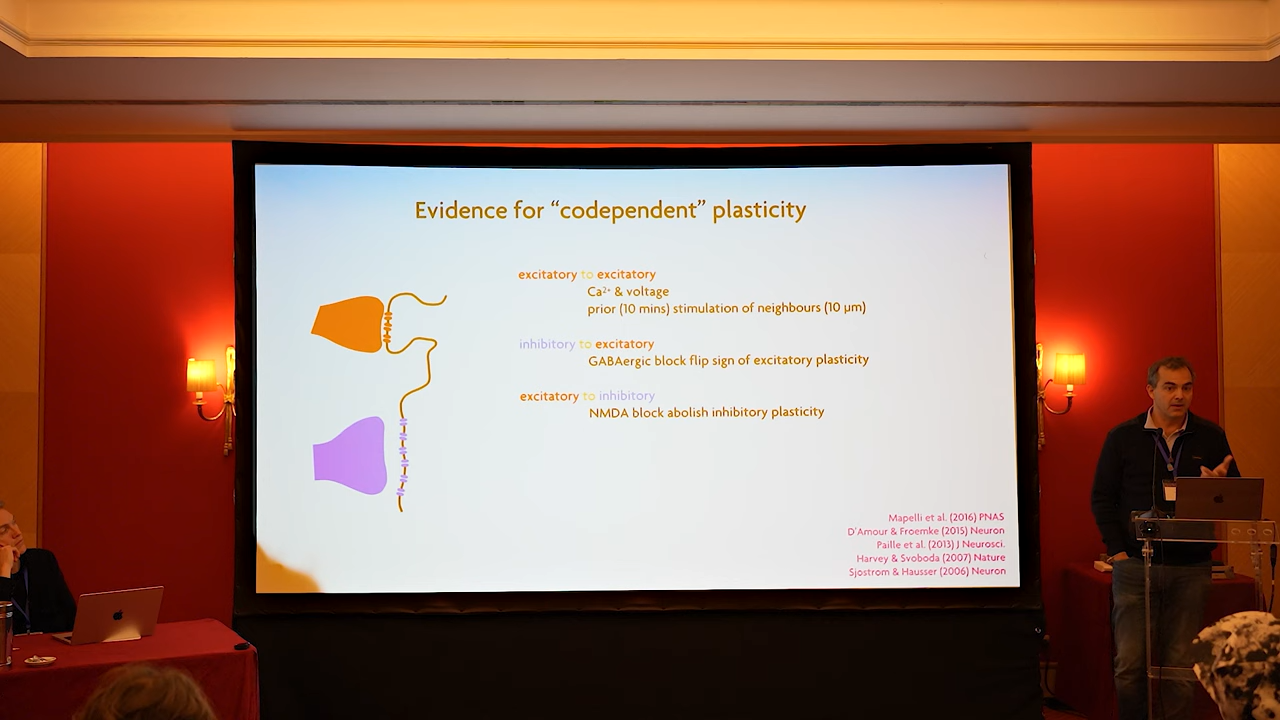 Evidence for “codependent” plasticity
excitatory to excitatory
Ca²⁺ & voltage
prior (10 mins) stimulation of neighbours (10 µm)
inhibitory to excitatory
GABAergic block flip sign of excitatory plasticity
excitatory to inhibitory
NMDA block abolish inhibitory plasticity
Mapelli et al. (2016) PNAS
D'Amour & Froemke (2015) Neuron
Paille et al. (2013) J Neurosci.
Harvey & Svoboda (2007) Nature
Sjostrom & Hausser (2006) Neuron